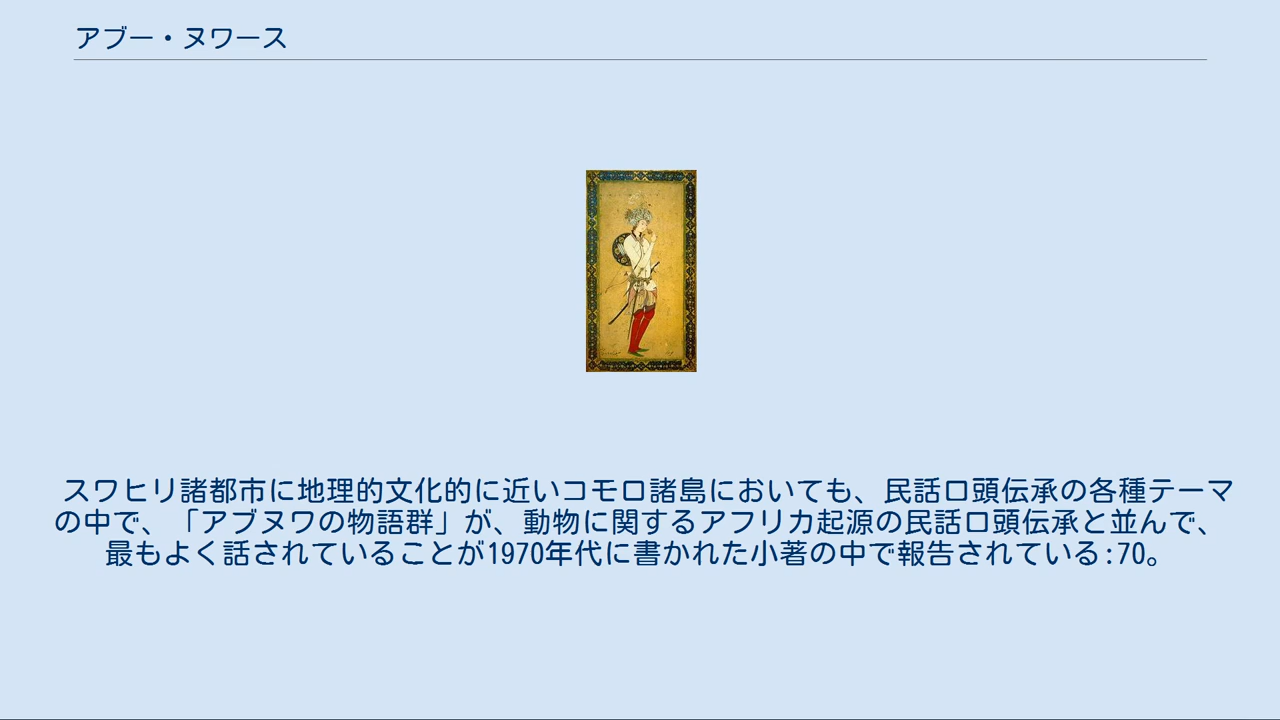 アブー・ヌワース
スワヒリ諸都市に地理的文化的に近いコモロ諸島においても、民話口頭伝承の各種テーマ
の中で、「アブヌワの物語群」が、動物に関するアフリカ起源の民話口頭伝承と並んで、
最もよく話されていることが1970年代に書かれた小著の中で報告されている:70。